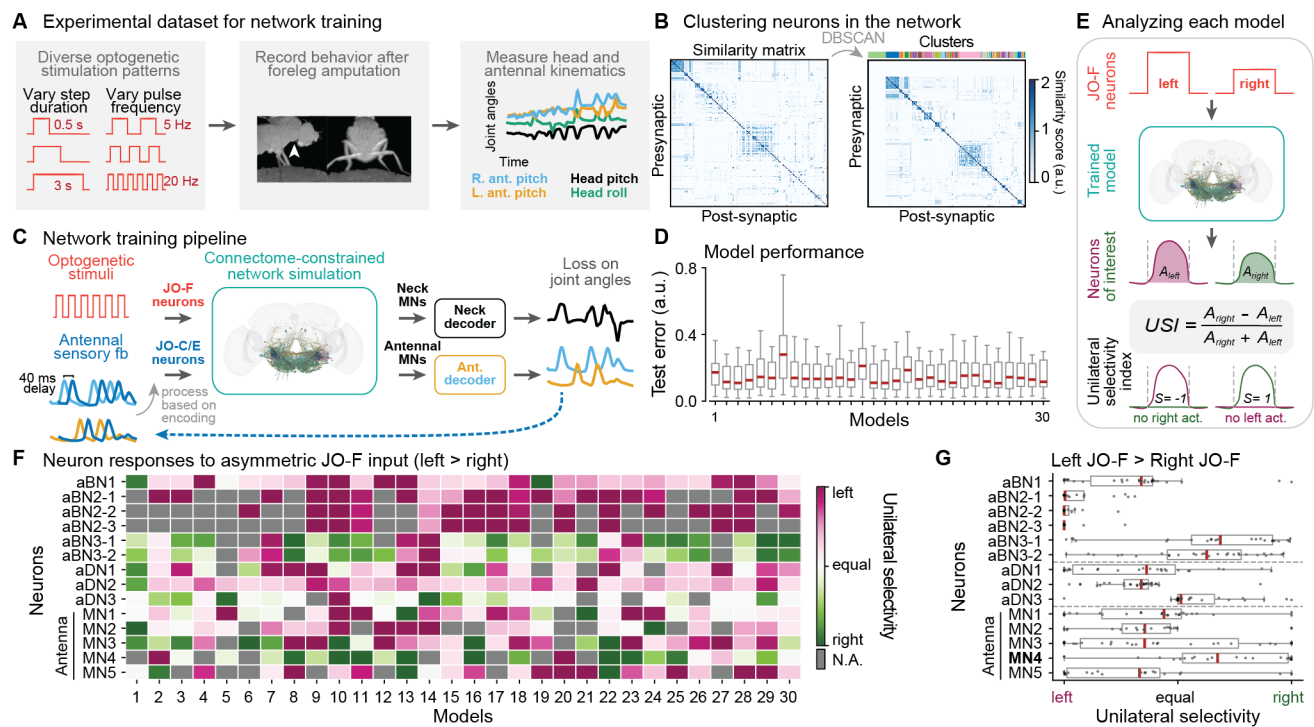 A Experimental dataset for network training
Diverse optogenetic
stimulation patterns
Vary step
duration
Vary pulse
frequency
0.5 s
5 Hz
3 s
20 Hz
Record behavior after
foreleg amputation
Measure head and
antennal kinematics
Joint angles
Time
R. ant. pitch
Head pitch
L. ant. pitch
Head roll
B Clustering neurons in the network
DBSCAN
Similarity matrix
Clusters
Presynaptic
Post-synaptic
Presynaptic
Post-synaptic
2
1
0
Similarity score (a.u.)
C Network training pipeline
Optogenetic
stimuli
JO-F
neurons
Connectome-constrained
network simulation
Neck
MNs
Neck
decoder
Loss on
joint angles
Antennal
sensory fb
JO-C/E
neurons
Antennal
MNs
Ant.
decoder
40 ms
delay
process
based on
encoding
D Model performance
Test error (a.u.)
0.8
0.4
0.0
1
30
Models
E Analyzing each model
JO-F
neurons
left
right
Trained
model
Neurons
of interest
Aleft
Aright
USI = Aright - Aleft
Aright + Aleft
Unilateral
selectivity
index
S= -1
S= 1
no right act.
no left act.
F Neuron responses to asymmetric JO-F input (left > right)
Neurons
aBN1
aBN2-1
aBN2-2
aBN2-3
aBN3-1
aBN3-2
aDN1
aDN2
aDN3
Antenna
MN1
MN2
MN3
MN4
MN5
1 2 3 4 5 6 7 8 9 10 11 12 13 14 15 16 17 18 19 20 21 22 23 24 25 26 27 28 29 30
Models
left
equal
right
N.A.
Unilateral selectivity
G Left JO-F > Right JO-F
Neurons
aBN1
aBN2-1
aBN2-2
aBN2-3
aBN3-1
aBN3-2
aDN1
aDN2
aDN3
Antenna
MN1
MN2
MN3
MN4
MN5
left
equal
right
Unilateral selectivity